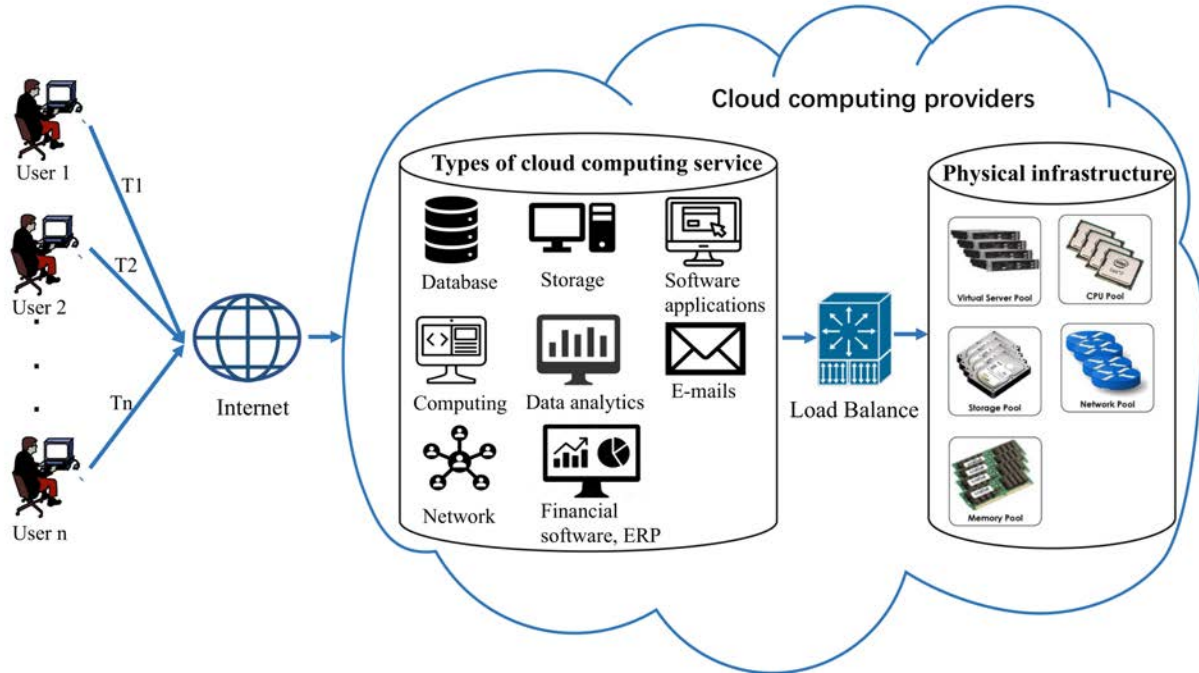 Cloud computing providers
Types of cloud computing service
Physical infrastructure
User 1
T1
User 2
T2
User n
Tn
Internet
Database
Storage
Software
applications
Computing
Data analytics
E-mails
Network
Financial
software, ERP
Load Balance
Virtual Server Pool
CPU Pool
Storage Pool
Network Pool
Memory Pool